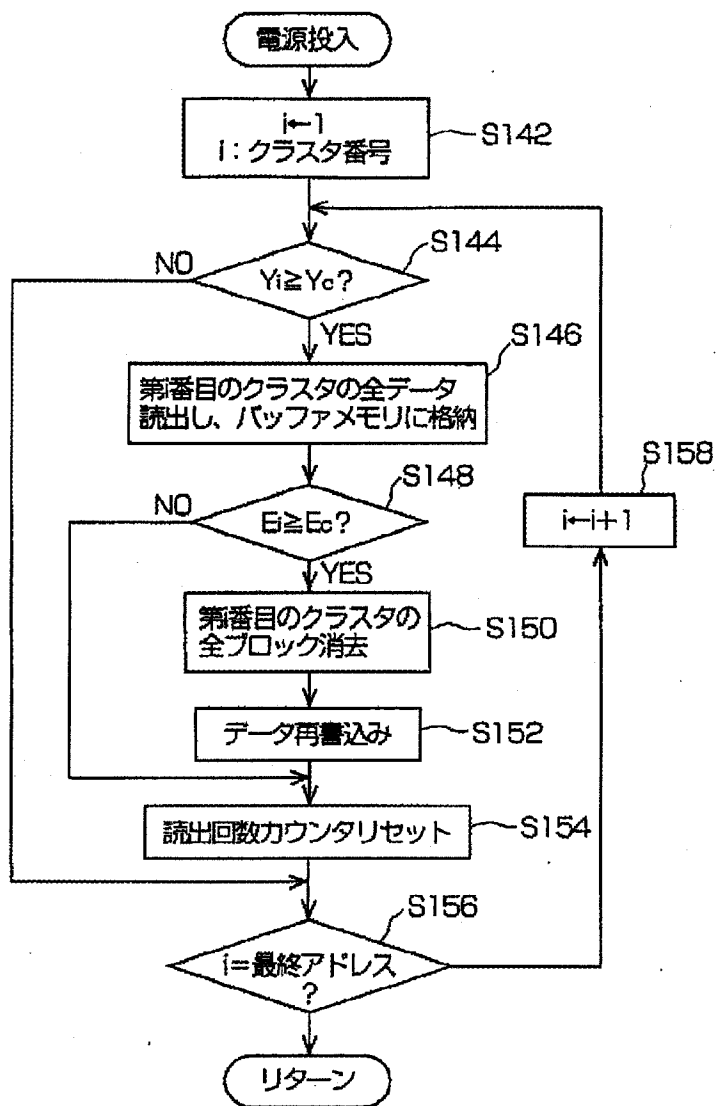 電源投入
i←1
i：クラスタ番号
S142
S144
NO
Yi≧Yc?
YES
S146
第i番目のクラスタの全データ
読出し、バッファメモリに格納
S148
S158
NO
Ei≧Ec?
i←i+1
YES
第i番目のクラスタの
全ブロック消去
S150
データ再書込み
S152
読出回数カウンタリセット
S154
S156
i=最終アドレス
?
リターン